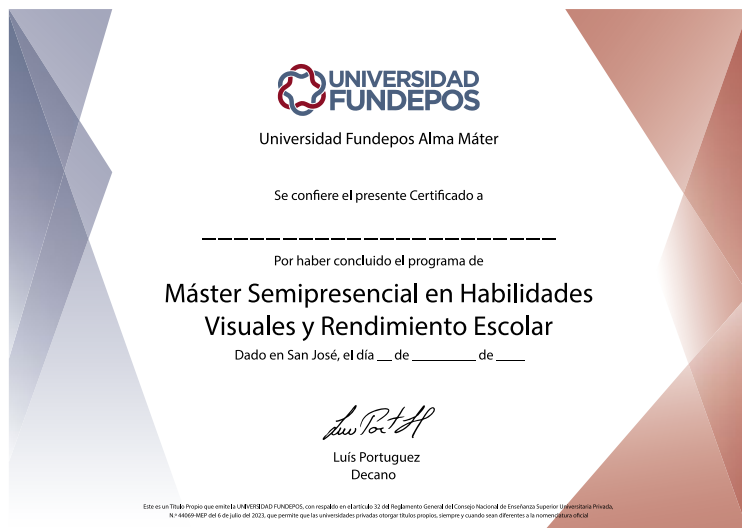 UNIVERSIDAD
FUNDEPOS
Universidad Fundepos Alma Máter
Se confiere el presente Certificado a
_______________________
Por haber concluido el programa de
Máster Semipresencial en Habilidades
Visuales y Rendimiento Escolar
Dado en San José, el día __ de ________ de ____
Luís Portuguez
Decano
Este es un Título Propio que emite la UNIVERSIDAD FUNDEPOS, con respaldo en el artículo 32 del Reglamento General del Consejo Nacional de Enseñanza Superior Universitaria Privada,
N.º 44069-MEP del 6 de julio del 2023, que permite que las universidades privadas otorgar títulos propios, siempre y cuando sean diferentes a la nomenclatura oficial